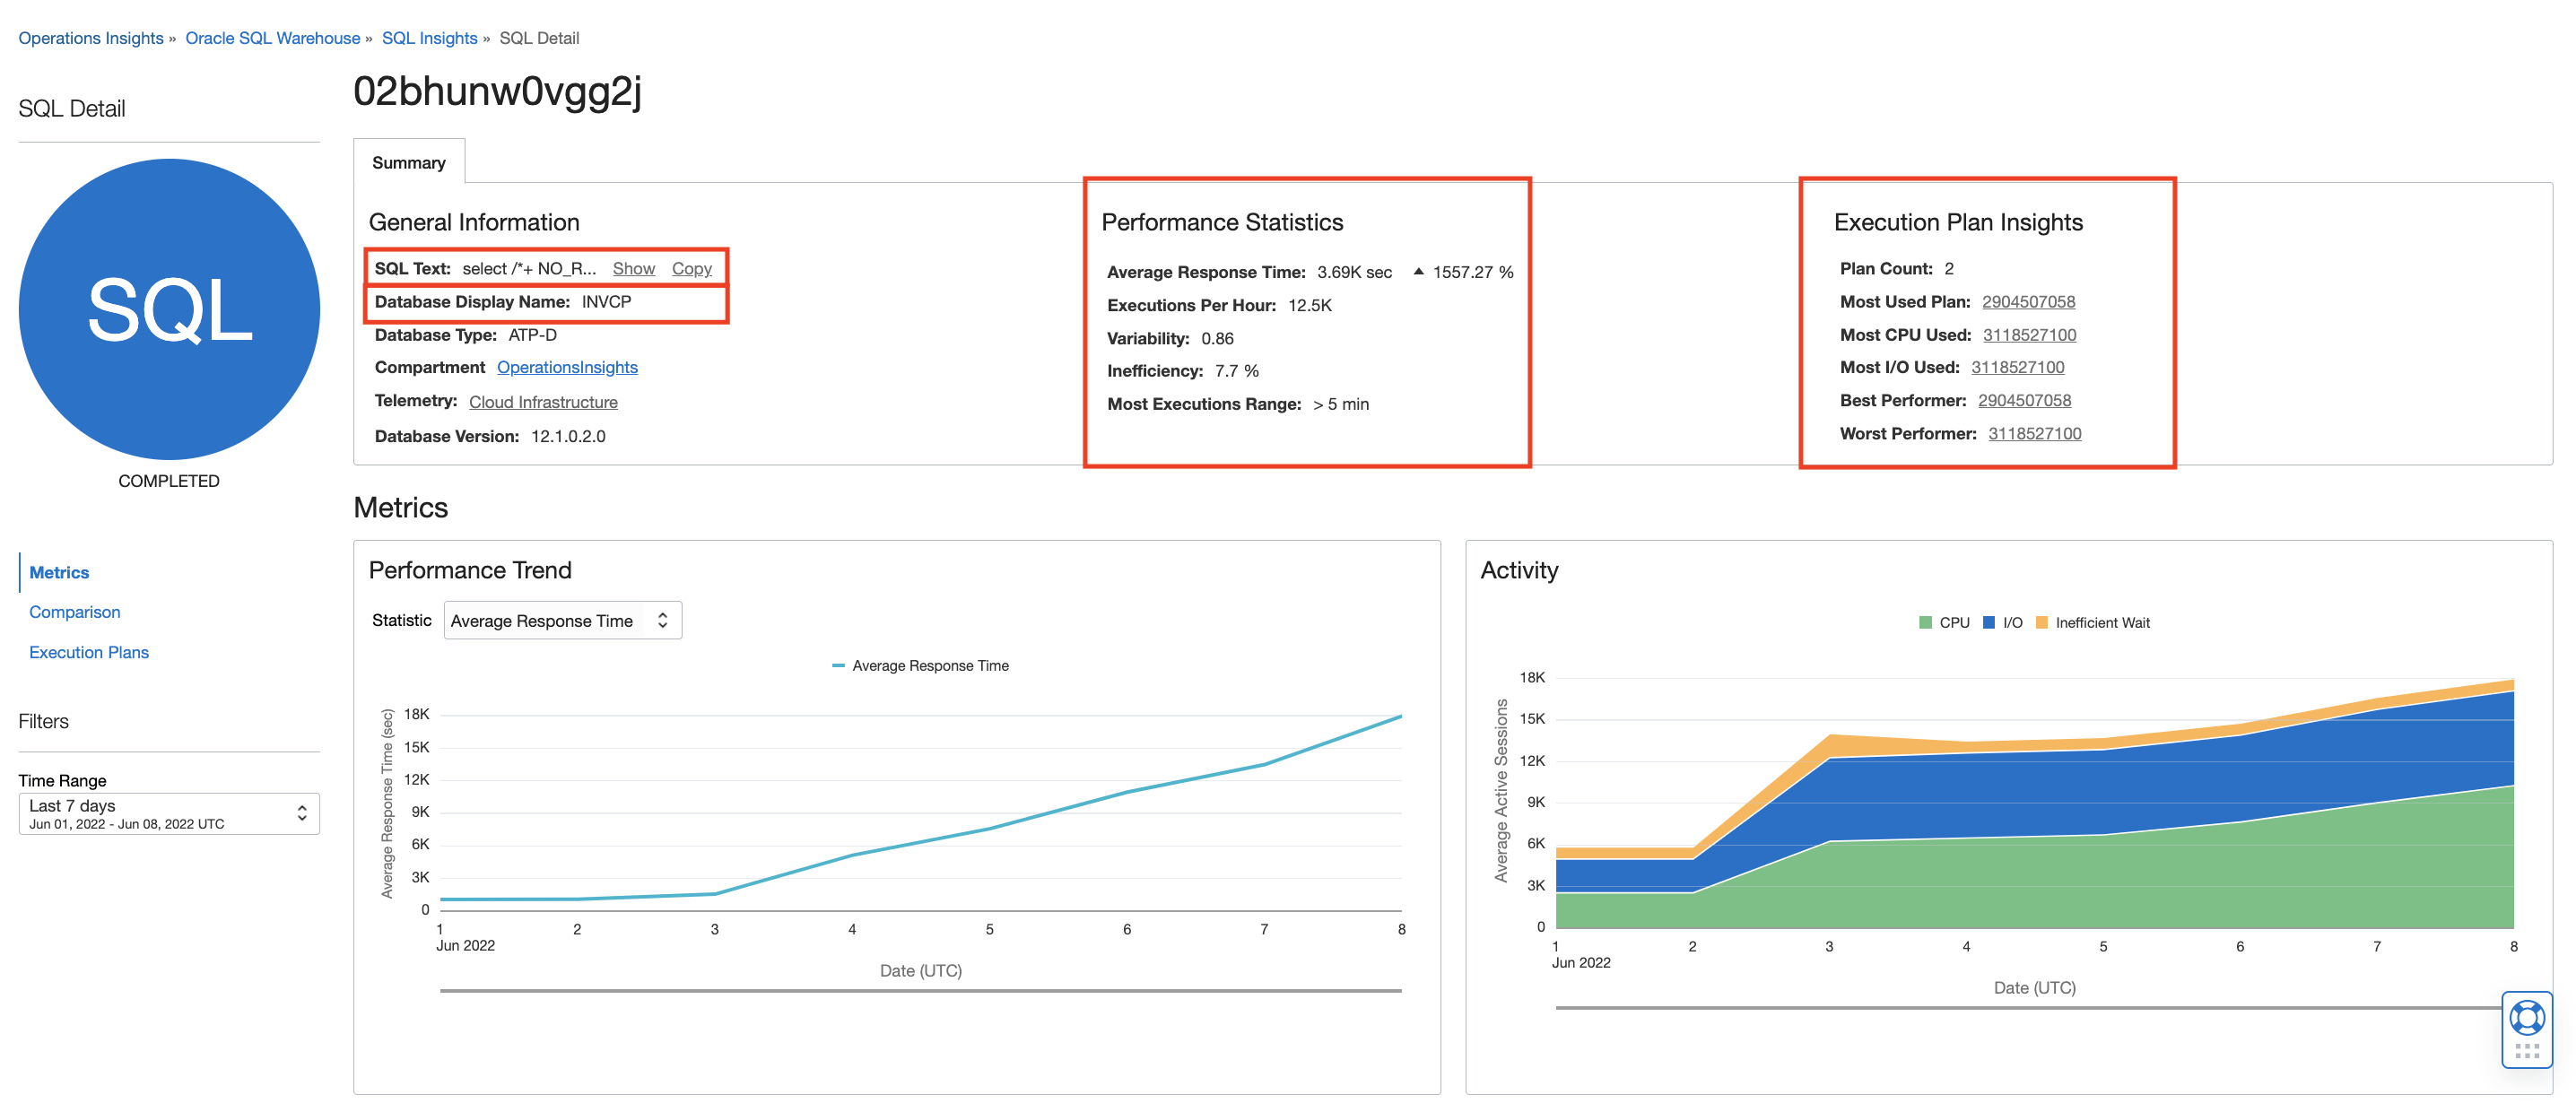 Operations Insights » Oracle SQL Warehouse » SQL Insights » SQL Detail
SQL Detail
SQL
COMPLETED
Metrics
Comparison
Execution Plans
Filters
Time Range
Last 7 days
Jun 01, 2022 - Jun 08, 2022 UTC
02bhunw0vgg2j
Summary
General Information
SQL Text: select /*+ NO_R... Show Copy
Database Display Name: INVCP
Database Type: ATP-D
Compartment OperationsInsights
Telemetry: Cloud Infrastructure
Database Version: 12.1.0.2.0
Performance Statistics
Average Response Time: 3.69K sec ▲ 1557.27 %
Executions Per Hour: 12.5K
Variability: 0.86
Inefficiency: 7.7 %
Most Executions Range: > 5 min
Execution Plan Insights
Plan Count: 2
Most Used Plan: 2904507058
Most CPU Used: 3118527100
Most I/O Used: 3118527100
Best Performer: 2904507058
Worst Performer: 3118527100
Metrics
Performance Trend
Statistic Average Response Time
Average Response Time
Average Response Time (sec)
18K
15K
12K
9K
6K
3K
0
1 2 3 4 5 6 7 8
Jun 2022
Date (UTC)
Activity
CPU I/O Inefficient Wait
Average Active Sessions
18K
15K
12K
9K
6K
3K
0
1 2 3 4 5 6 7 8
Jun 2022
Date (UTC)